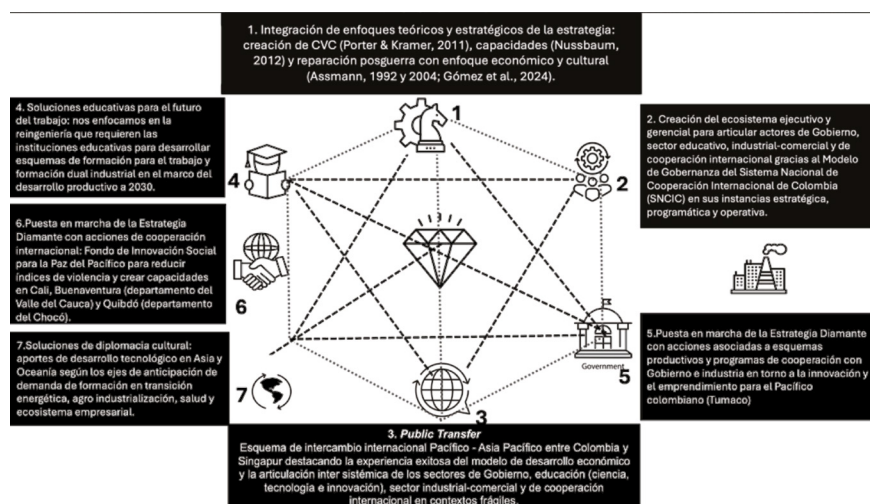 1. Integración de enfoques teóricos y estratégicos de la estrategia:
creación de CVC (Porter & Kramer, 2011), capacidades (Nussbaum,
2012) y reparación posguerra con enfoque económico y cultural
(Assmann, 1992 y 2004; Gómez et al., 2024).
4. Soluciones educativas para el futuro
del trabajo: nos enfocamos en la
reingeniería que requieren las
instituciones educativas para desarrollar
esquemas de formación para el trabajo y
formación dual industrial en el marco del
desarrollo productivo a 2030.
1
4
2
2. Creación del ecosistema ejecutivo y
gerencial para articular actores de Gobierno,
sector educativo, industrial-comercial y de
cooperación internacional gracias al Modelo
de Gobernanza del Sistema Nacional de
Cooperación Internacional de Colombia
(SNCIC) en sus instancias estratégica,
programática y operativa.
6.Puesta en marcha de la Estrategia
Diamante con acciones de cooperación
internacional: Fondo de Innovación Social
para la Paz del Pacífico para reducir
índices de violencia y crear capacidades
en Cali, Buenaventura (departamento del
Valle del Cauca) y Quibdó (departamento
del Chocó).
6
7.Soluciones de diplomacia cultural:
aportes de desarrollo tecnológico en Asia y
Oceanía según los ejes de anticipación de
demanda de formación en transición
energética, agro industrialización, salud y
ecosistema empresarial.
7
Government
5
5.Puesta en marcha de la Estrategia Diamante
con acciones asociadas a esquemas
productivos y programas de cooperación con
Gobierno e industria en torno a la innovación y
el emprendimiento para el Pacífico
colombiano (Tumaco)
3
3. Public Transfer
Esquema de intercambio internacional Pacífico - Asia Pacífico entre Colombia y
Singapur destacando la experiencia exitosa del modelo de desarrollo económico
y la articulación inter sistémica de los sectores de Gobierno, educación (ciencia,
tecnología e innovación), sector industrial-comercial y de cooperación
internacional en contextos frágiles.